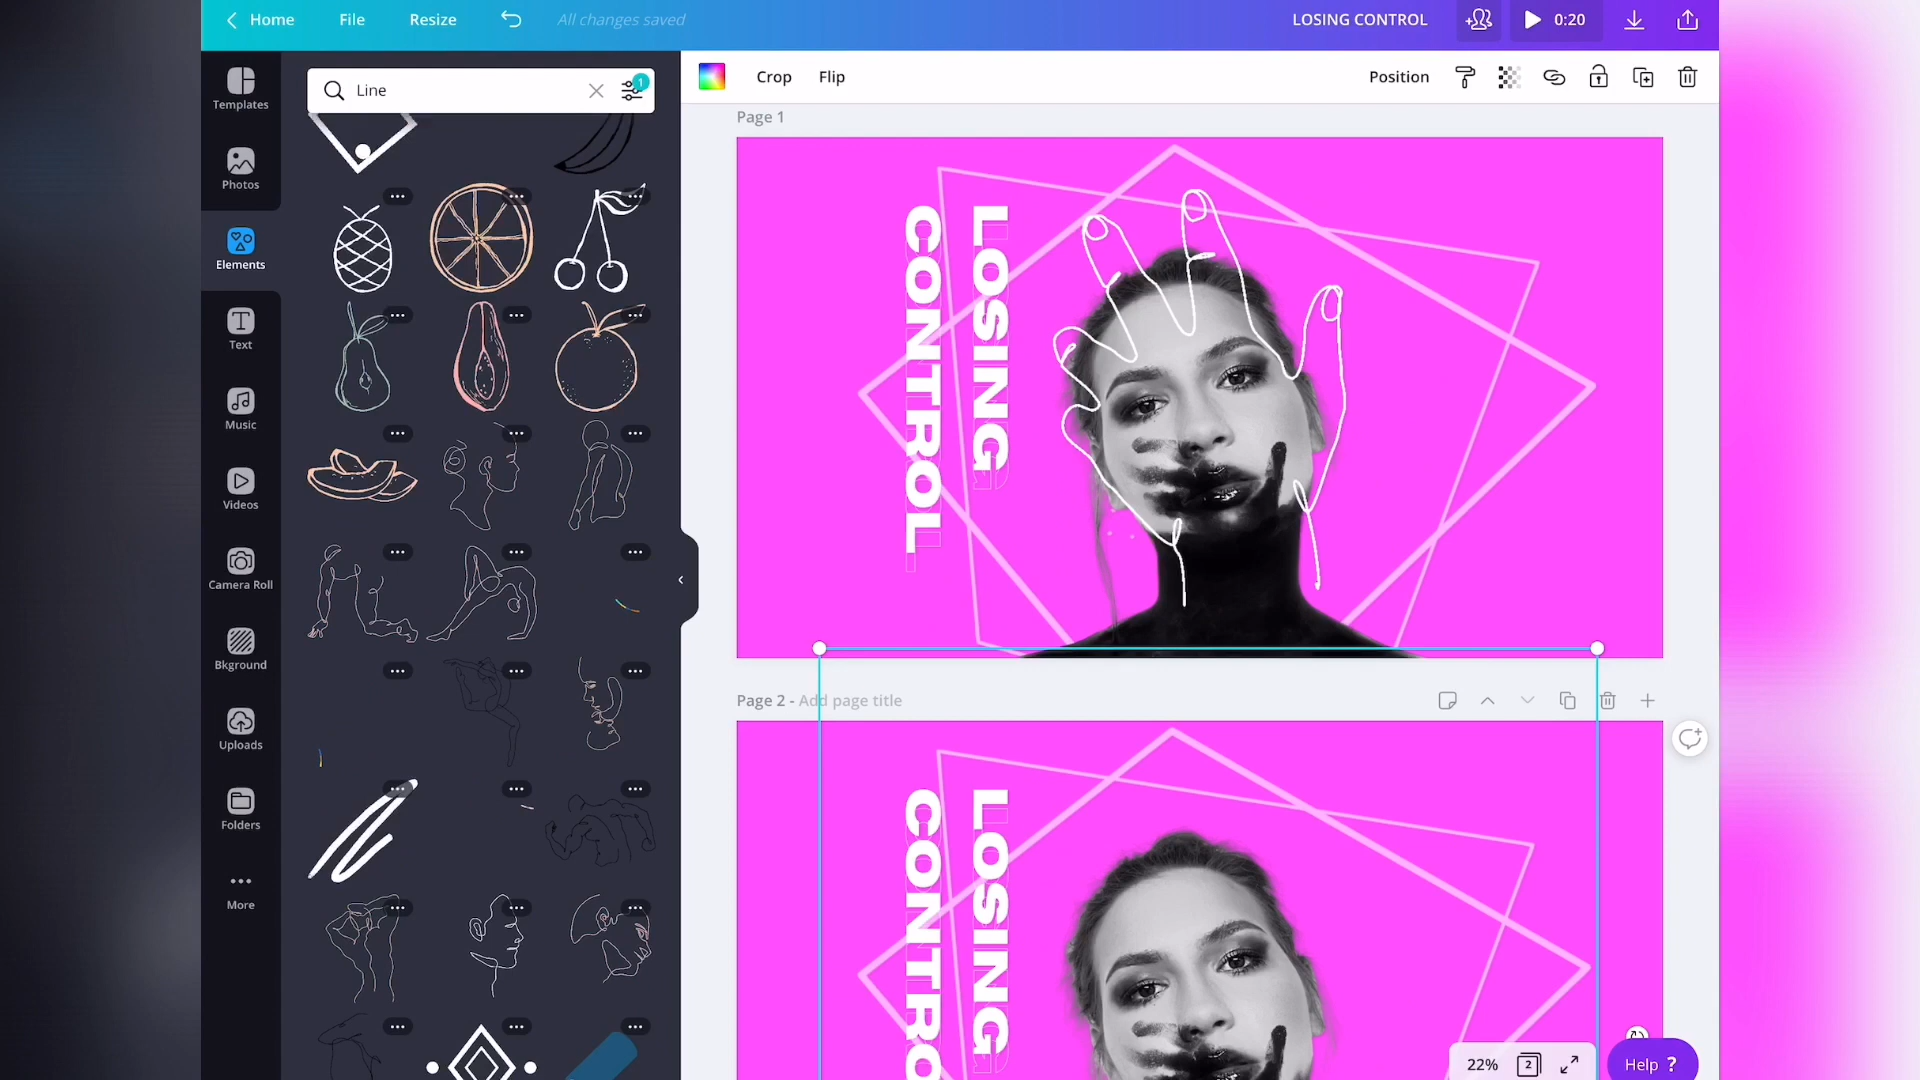 Home File Resize All changes saved LOSING CONTROL 0:20
Line 1
Crop Flip Position
Templates
Photos
Elements
Text
Music
Videos
Camera Roll
Bkground
Uploads
Folders
More
Page 1
LOSING
CONTROL
Page 2 - Add page title
LOSING
CONTRO
22% 2 Help ?